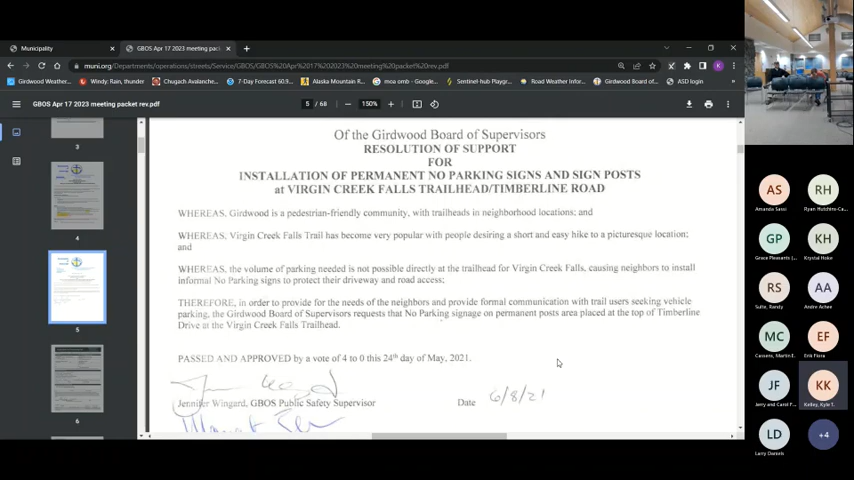 Municipality
GBOS Apr 17 2023 meeting pack
muni.org/Departments/operations/streets/Service/GBOS/GBOS%20Apr%2017%202023%20meeting%20packet%20rev.pdf
Girdwood Weather... Windy: Rain, thunder Chugach Avalanche... 7-Day Forecast 60.9... Alaska Mountain R... moa omb - Google... Sentinel-hub Playgr... Road Weather Infor... Girdwood Board of... ASD login
GBOS Apr 17 2023 meeting packet rev.pdf
5 / 68
150%
3
4
5
6
Of the Girdwood Board of Supervisors
RESOLUTION OF SUPPORT
FOR
INSTALLATION OF PERMANENT NO PARKING SIGNS AND SIGN POSTS
at VIRGIN CREEK FALLS TRAILHEAD/TIMBERLINE ROAD
WHEREAS, Girdwood is a pedestrian-friendly community, with trailheads in neighborhood locations; and
WHEREAS, Virgin Creek Falls Trail has become very popular with people desiring a short and easy hike to a picturesque location;
and
WHEREAS, the volume of parking needed is not possible directly at the trailhead for Virgin Creek Falls, causing neighbors to install
informal No Parking signs to protect their driveway and road access;
THEREFORE, in order to provide for the needs of the neighbors and provide formal communication with trail users seeking vehicle
parking, the Girdwood Board of Supervisors requests that No Parking signage on permanent posts area placed at the top of Timberline
Drive at the Virgin Creek Falls Trailhead.
PASSED AND APPROVED by a vote of 4 to 0 this 24th day of May, 2021.
Jennifer Wingard, GBOS Public Safety Supervisor
Date 6/8/21
AS RH
Amanda Sassi Ryan Hutchins-Ca...
GP KH
Grace Pleasants (... Krystal Hoke
RS AA
Sulte, Randy Andre Achee
MC EF
Carsens, Martin E. Erik Fiora
JF KK
Jerry and Carol F... Kelley, Kyle T.
LD +4
Larry Daniels